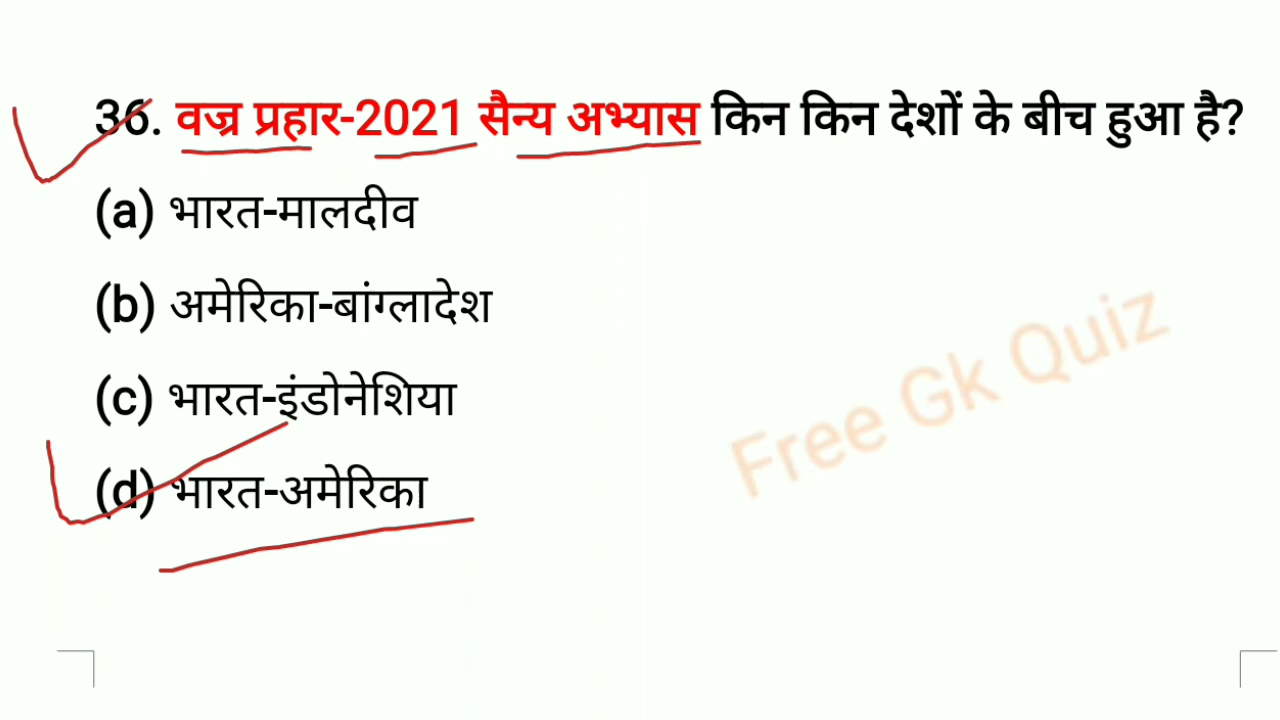 36. वज्र प्रहार-2021 सैन्य अभ्यास किन किन देशों के बीच हुआ है?
(a) भारत-मालदीव
(b) अमेरिका-बांग्लादेश
(c) भारत-इंडोनेशिया
(d) भारत-अमेरिका
Free Gk Quiz